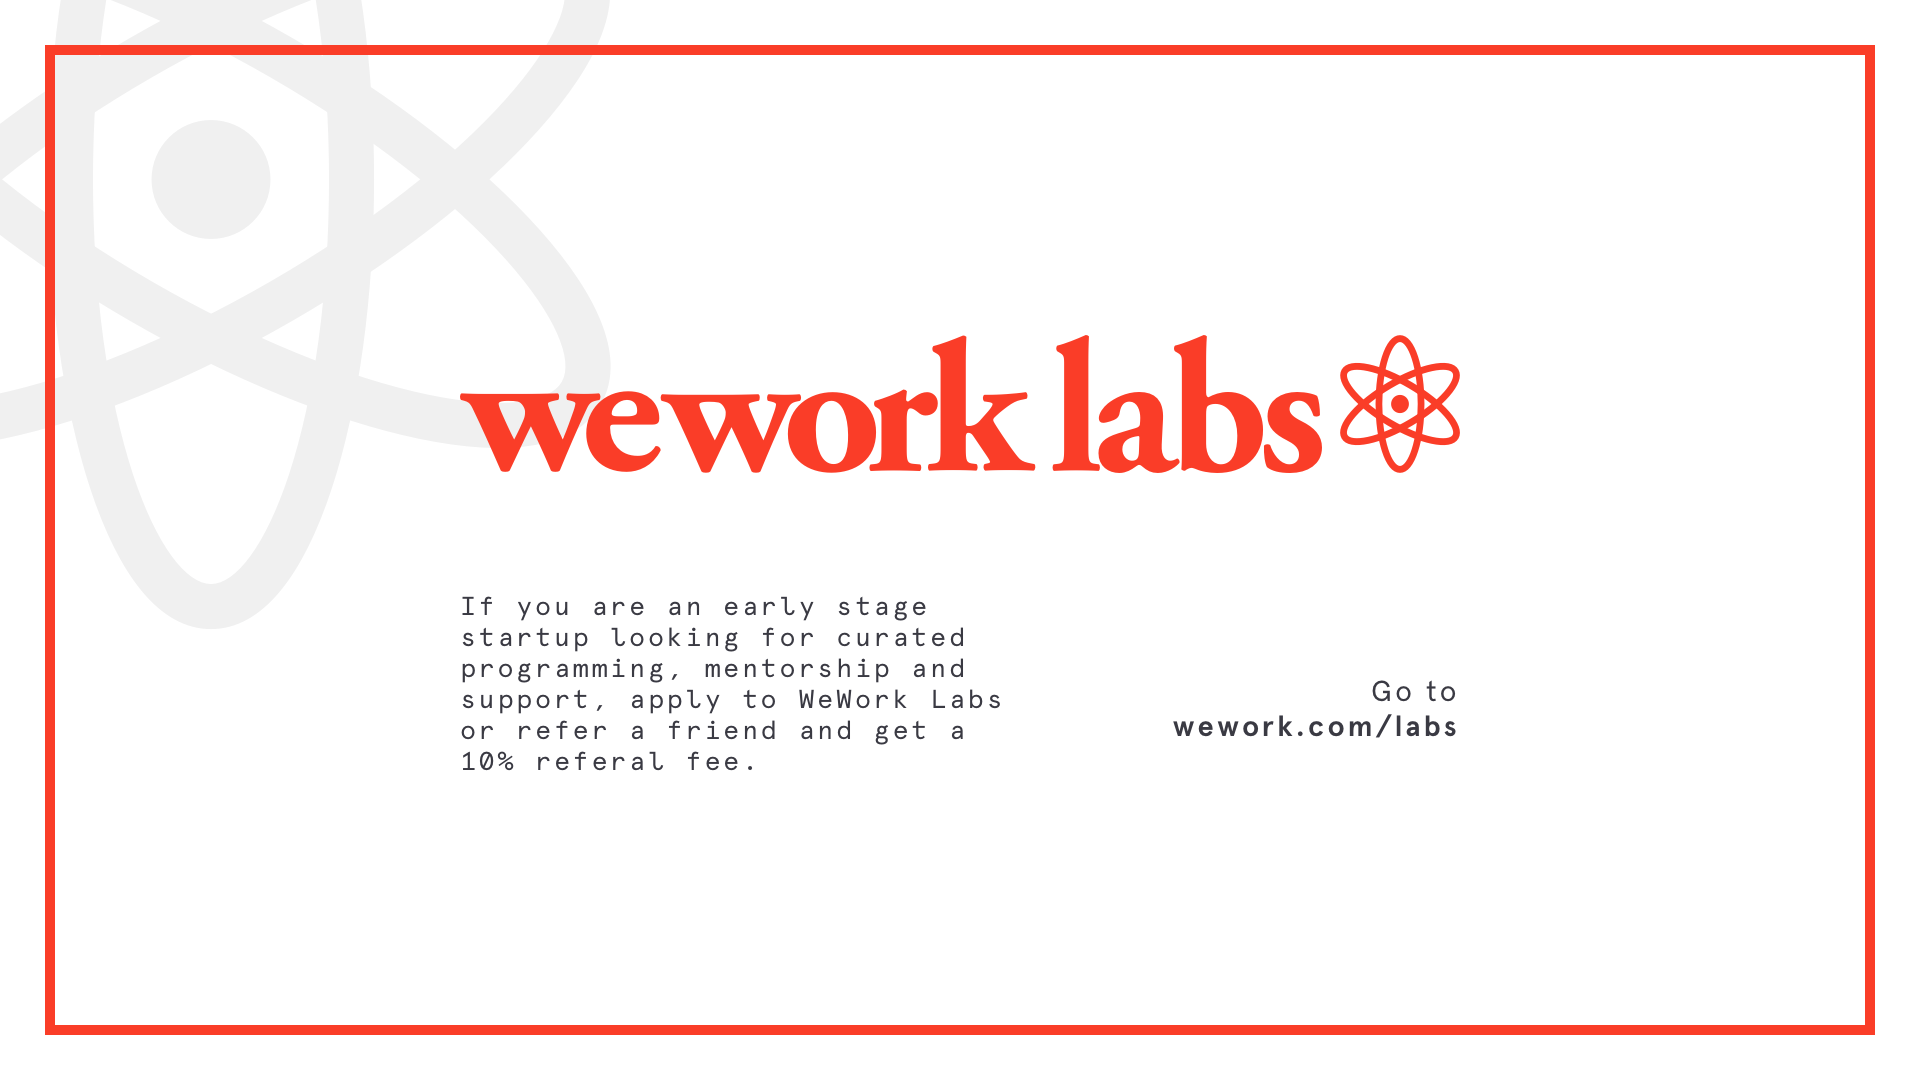 wework labs
If you are an early stage
startup looking for curated
programming, mentorship and
support, apply to WeWork Labs
or refer a friend and get a
10% referal fee.
Go to
wework.com/labs